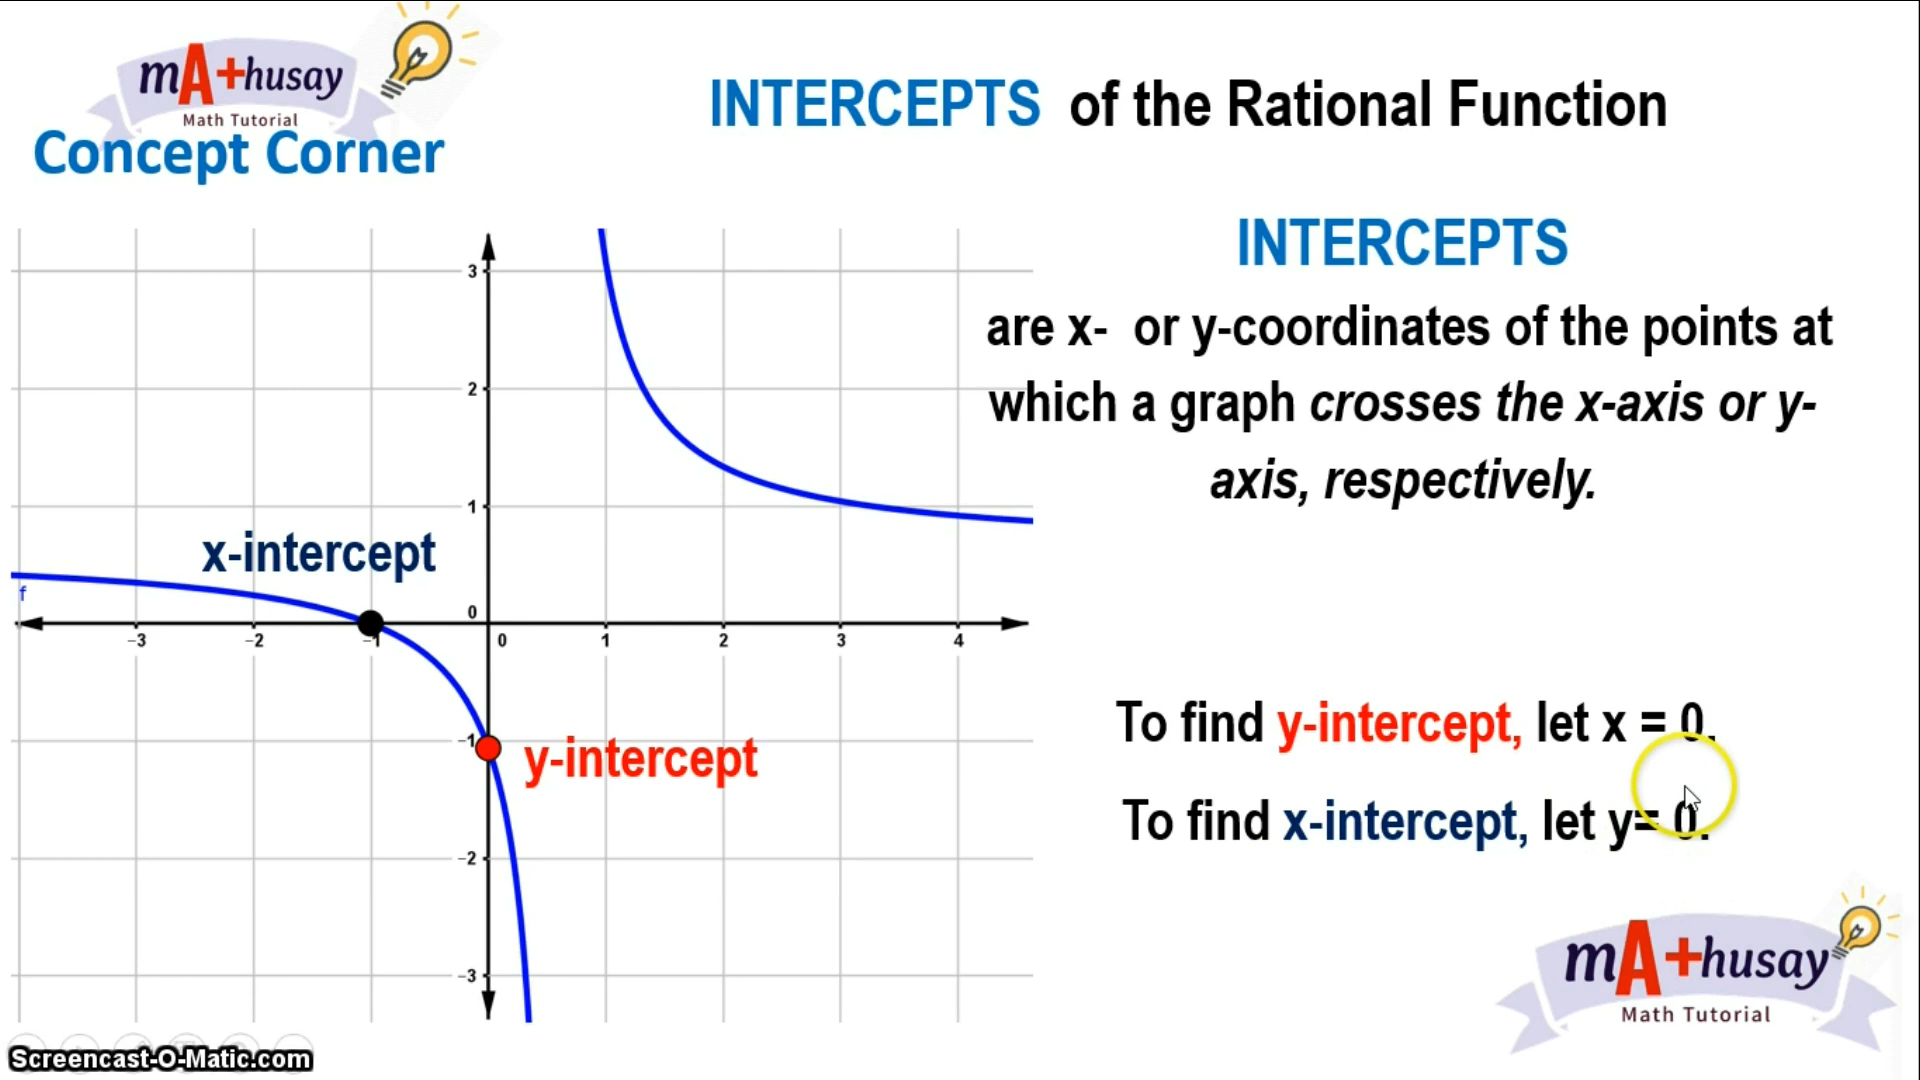 mA+husay
Math Tutorial
Concept Corner
INTERCEPTS of the Rational Function
INTERCEPTS
are x- or y-coordinates of the points at
which a graph crosses the x-axis or y-
axis, respectively.
3
2
1
x-intercept
f
0
–3 –2 –1 0 1 2 3 4
–1
y-intercept
–2
–3
To find y-intercept, let x = 0.
To find x-intercept, let y= 0.
mA+husay
Math Tutorial
Screencast-O-Matic.com